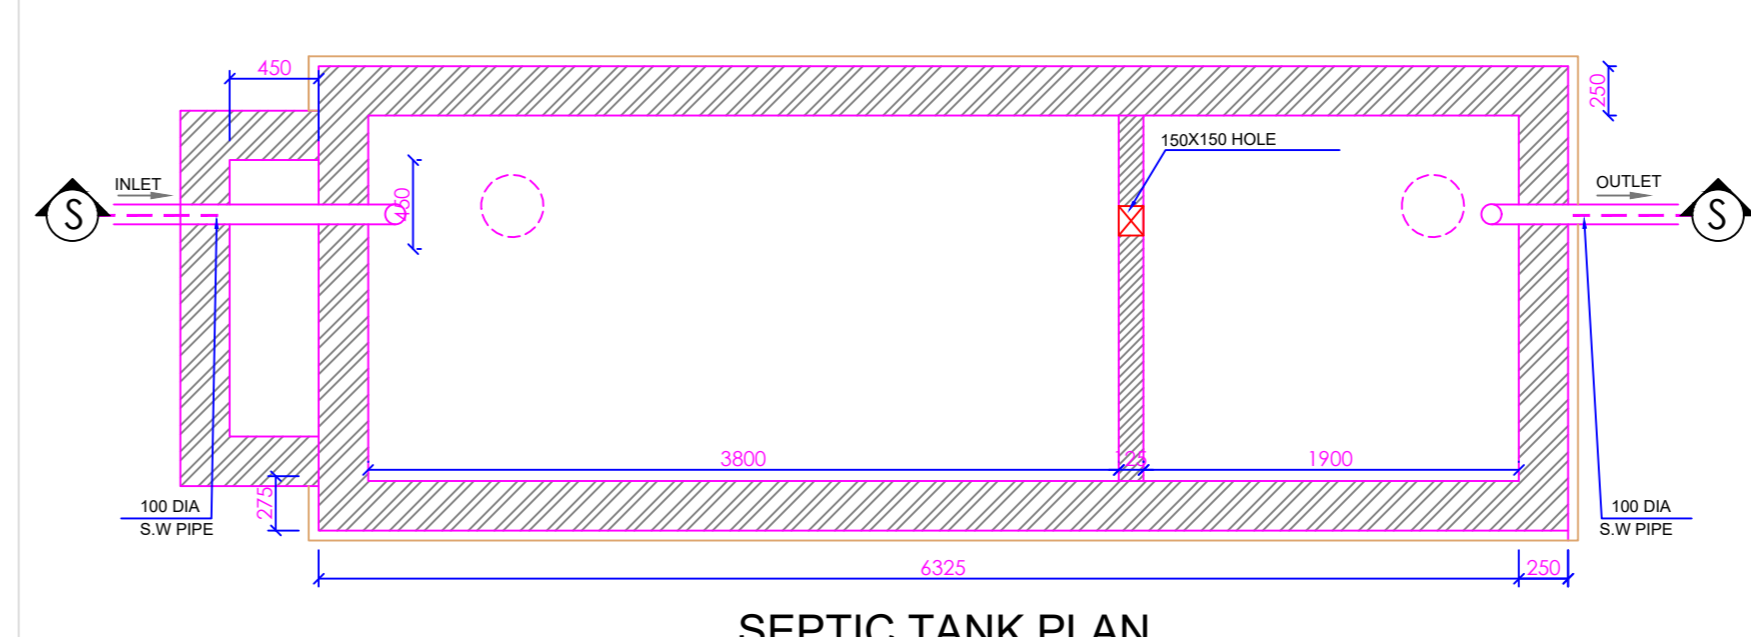 450
250
150X150 HOLE
INLET
OUTLET
S
S
450
3800
125
1900
275
100 DIA
S.W PIPE
100 DIA
S.W PIPE
6325
250
SEPTIC TANK PLAN